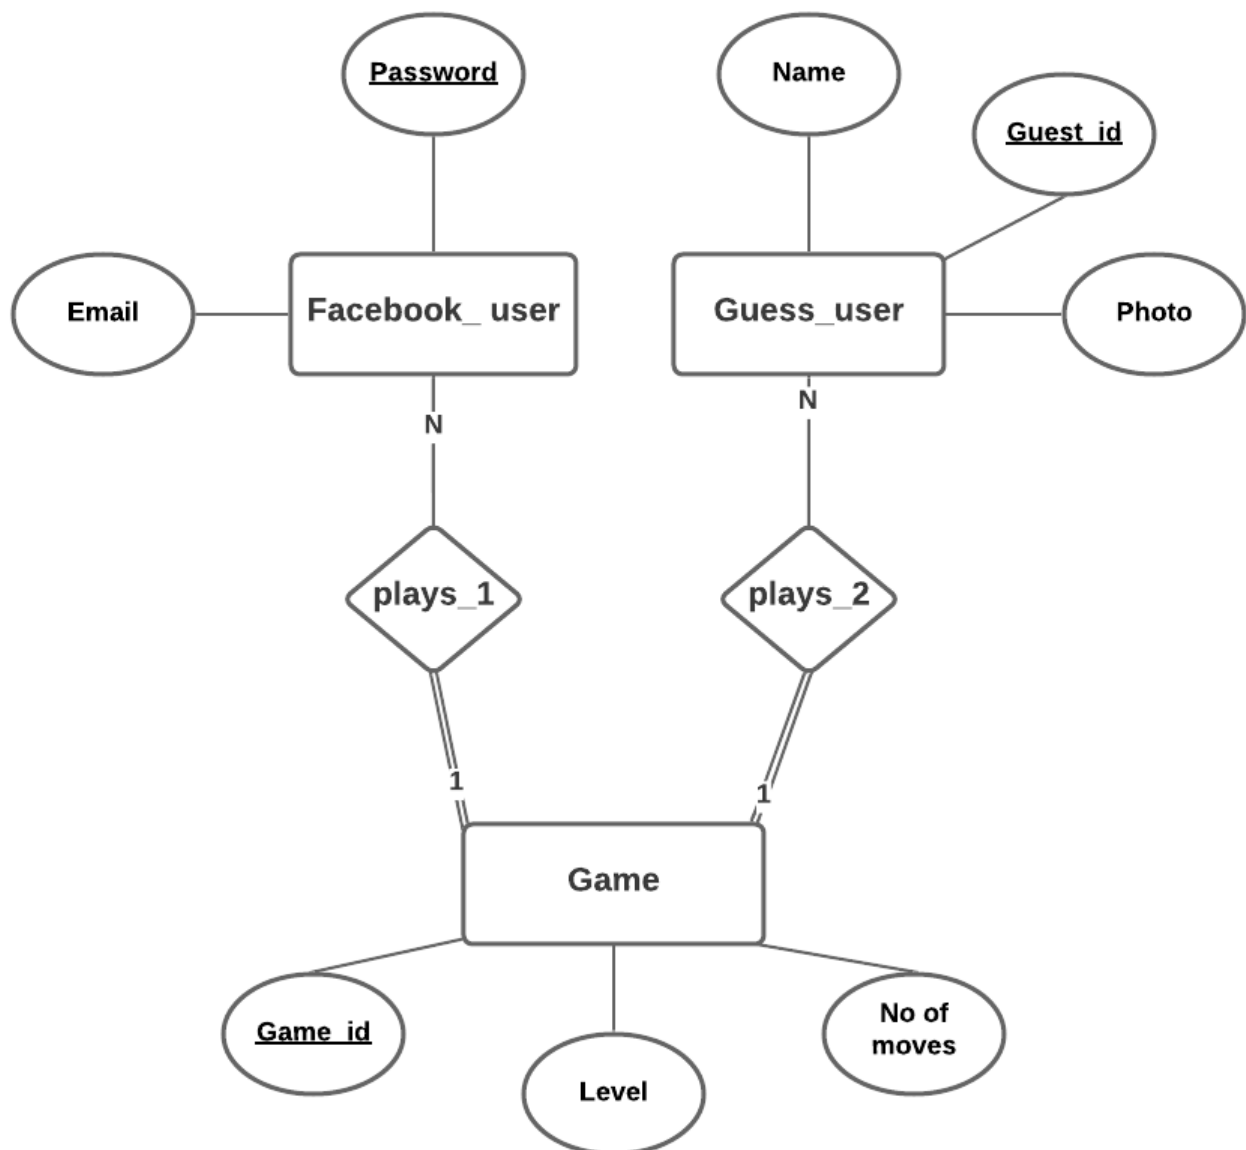 Password
Name
Guest_id
Email
Facebook_ user
Guess_user
Photo
N
N
plays_1
plays_2
1
1
Game
Game_id
Level
No of
moves